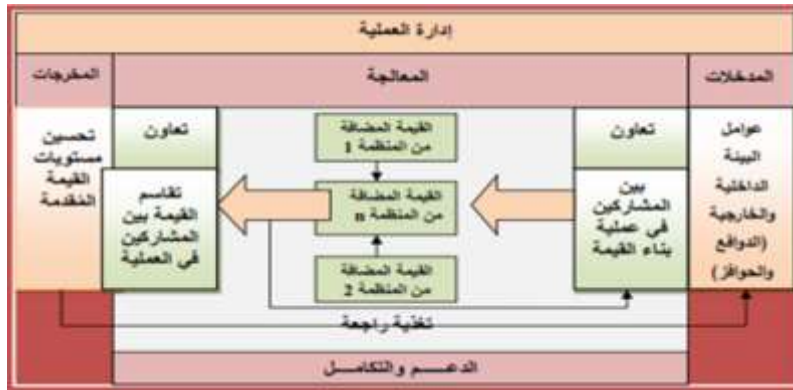 إدارة العملية
المدخلات
المعالجة
المخرجات
عوامل
البيئة
الداخلية
والخارجية
(الدوافع
والحوافز)
تعاون
بين
المشاركين
في عملية
بناء القيمة
القيمة المضافة
من المنظمة 1
القيمة المضافة
من المنظمة n
القيمة المضافة
من المنظمة 2
تعاون
تقاسم
القيمة بين
المشاركين
في العملية
تحسين
مستويات
القيمة
المقدمة
تغذية راجعة
الدعـــم والتكامـــل